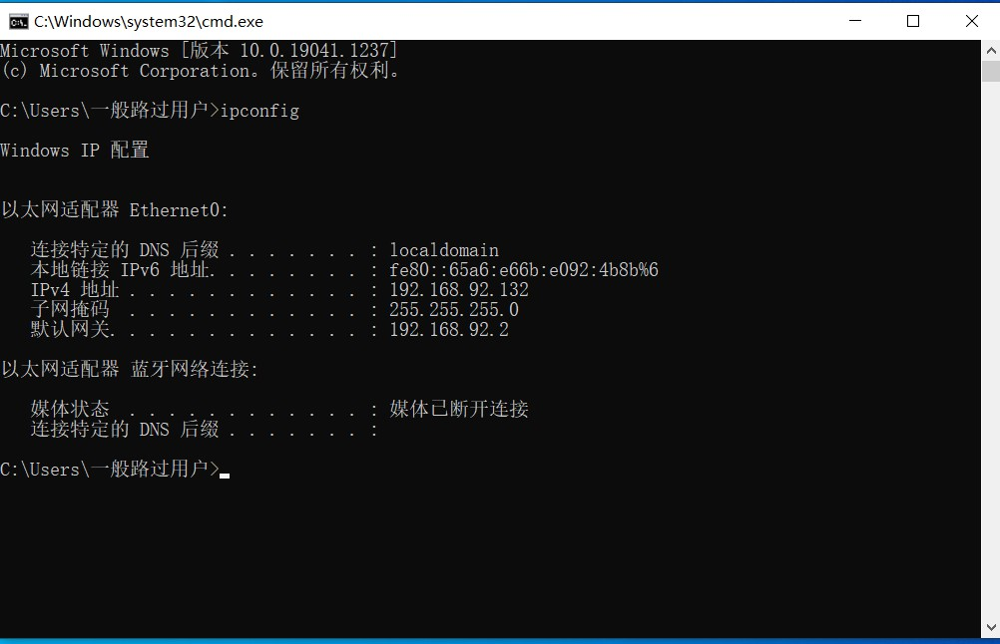 C:\Windows\system32\cmd.exe
Microsoft Windows [版本 10.0.19041.1237]
(c) Microsoft Corporation。保留所有权利。
C:\Users\一般路过用户>ipconfig
Windows IP 配置
以太网适配器 Ethernet0:
连接特定的 DNS 后缀 . . . . . . . : localdomain
本地链接 IPv6 地址. . . . . . . . : fe80::65a6:e66b:e092:4b8b%6
IPv4 地址 . . . . . . . . . . . . : 192.168.92.132
子网掩码  . . . . . . . . . . . . : 255.255.255.0
默认网关. . . . . . . . . . . . . : 192.168.92.2
以太网适配器 蓝牙网络连接:
媒体状态  . . . . . . . . . . . . : 媒体已断开连接
连接特定的 DNS 后缀 . . . . . . . :
C:\Users\一般路过用户>